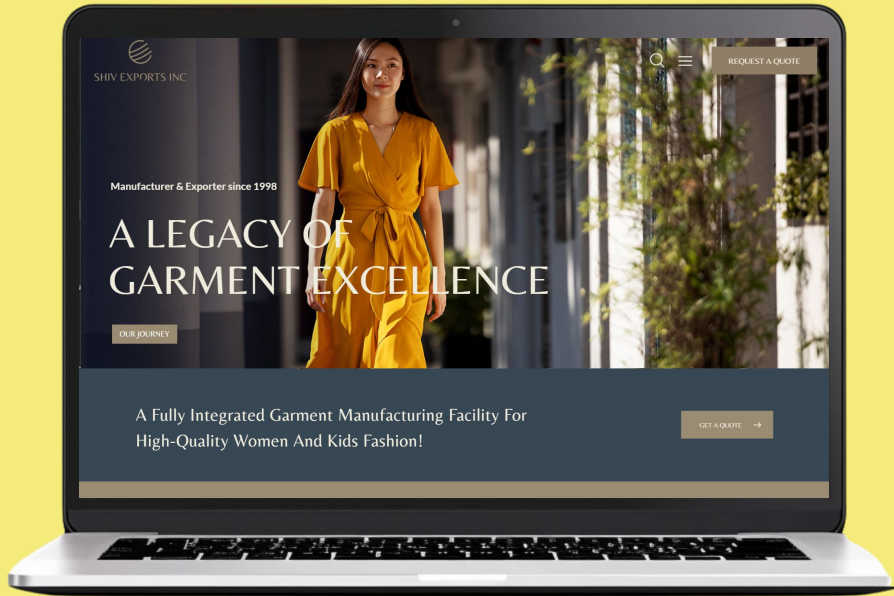 SHIV EXPORTS INC
REQUEST A QUOTE
Manufacturer & Exporter since 1998
A LEGACY OF
GARMENT EXCELLENCE
OUR JOURNEY
A Fully Integrated Garment Manufacturing Facility For
High-Quality Women And Kids Fashion!
GET A QUOTE